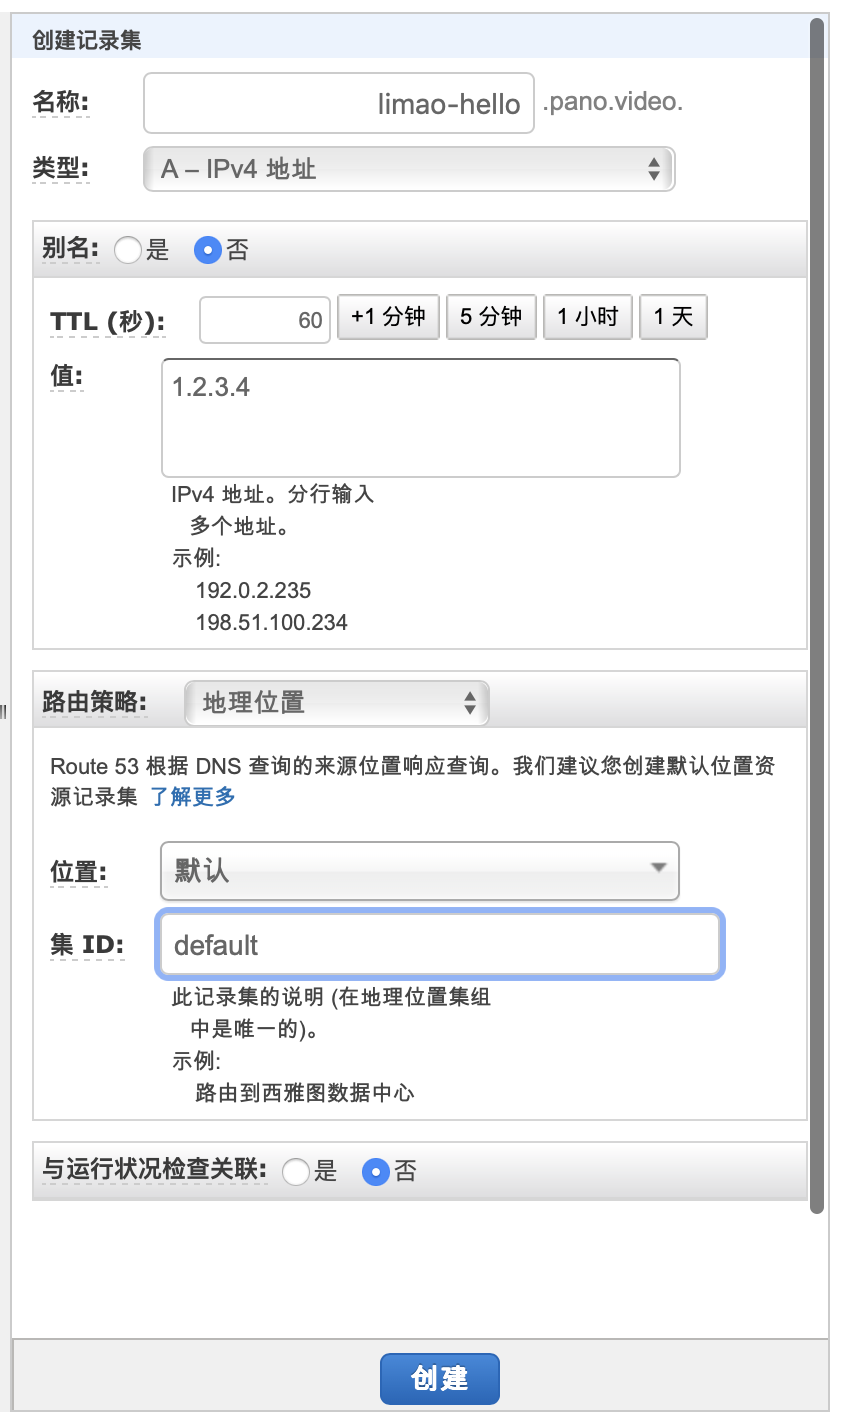 创建记录集
名称: limao-hello .pano.video.
类型: A – IPv4 地址
别名: 是 否
TTL (秒): 60 +1 分钟 5 分钟 1 小时 1 天
值: 1.2.3.4
IPv4 地址。分行输入
多个地址。
示例:
192.0.2.235
198.51.100.234
路由策略: 地理位置
Route 53 根据 DNS 查询的来源位置响应查询。我们建议您创建默认位置资
源记录集 了解更多
位置: 默认
集 ID: default
此记录集的说明 (在地理位置集组
中是唯一的)。
示例:
路由到西雅图数据中心
与运行状况检查关联: 是 否
创建